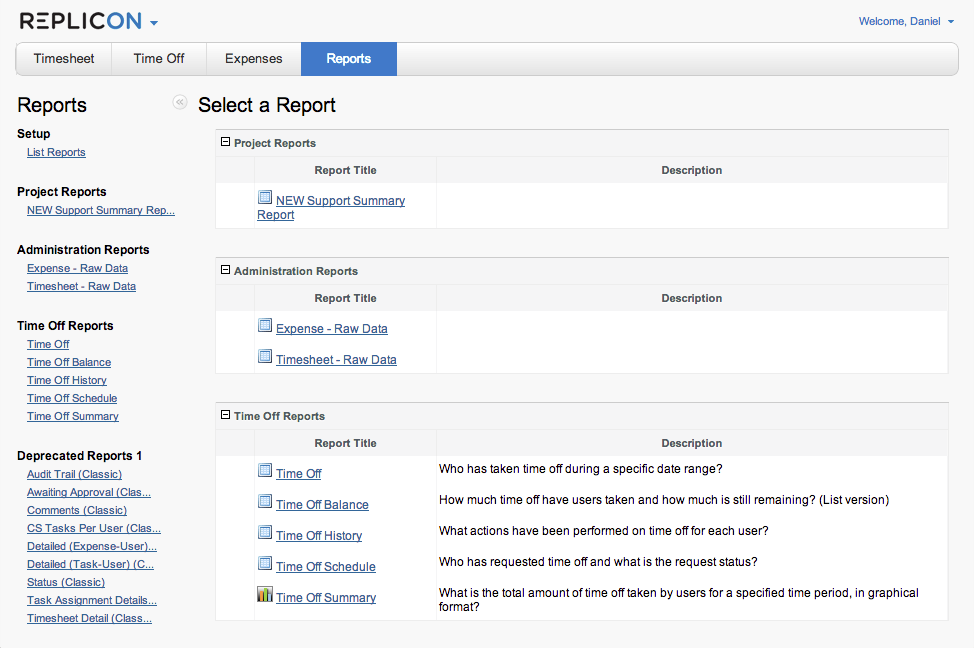 REPLICON
Welcome, Daniel
Timesheet Time Off Expenses Reports
Reports
Setup
List Reports
Project Reports
NEW Support Summary Rep...
Administration Reports
Expense - Raw Data
Timesheet - Raw Data
Time Off Reports
Time Off
Time Off Balance
Time Off History
Time Off Schedule
Time Off Summary
Deprecated Reports 1
Audit Trail (Classic)
Awaiting Approval (Clas...
Comments (Classic)
CS Tasks Per User (Clas...
Detailed (Expense-User)...
Detailed (Task-User) (C...
Status (Classic)
Task Assignment Details...
Timesheet Detail (Class...
Select a Report
Project Reports
Report Title Description
NEW Support Summary
Report
Administration Reports
Report Title Description
Expense - Raw Data
Timesheet - Raw Data
Time Off Reports
Report Title Description
Time Off Who has taken time off during a specific date range?
Time Off Balance How much time off have users taken and how much is still remaining? (List version)
Time Off History What actions have been performed on time off for each user?
Time Off Schedule Who has requested time off and what is the request status?
Time Off Summary What is the total amount of time off taken by users for a specified time period, in graphical
format?